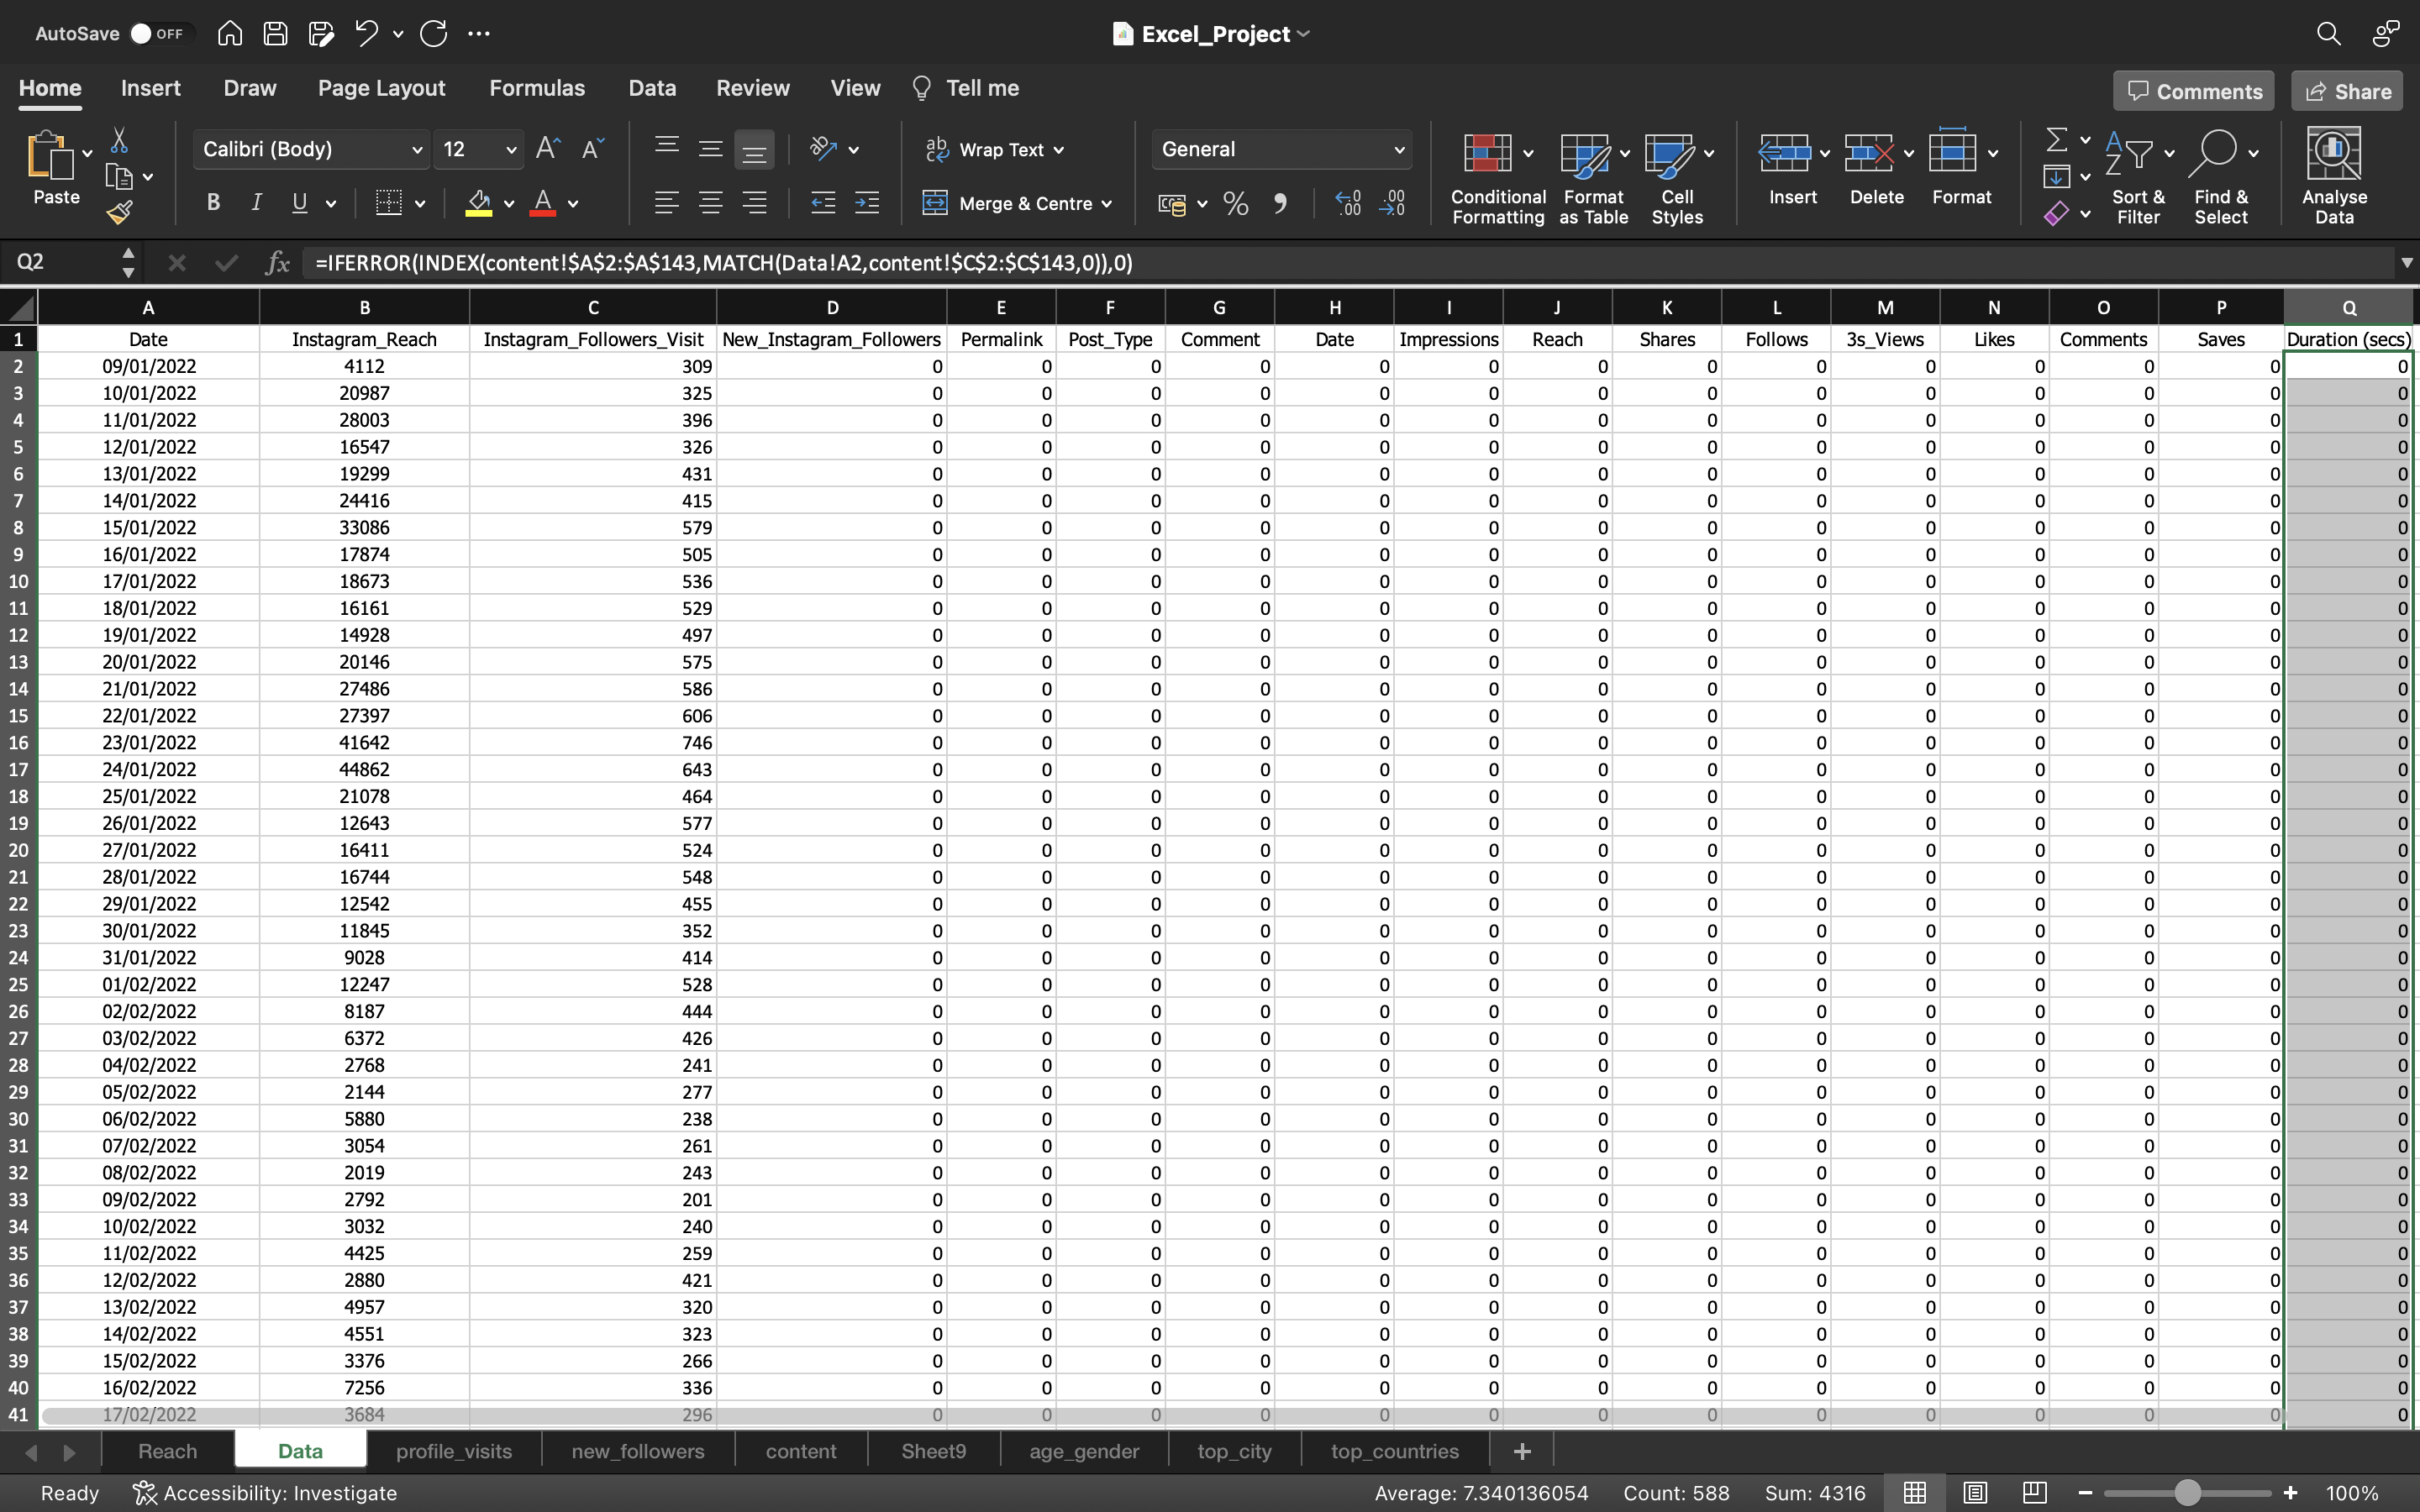 AutoSave OFF Excel_Project
Home Insert Draw Page Layout Formulas Data Review View Tell me Comments Share
Paste Calibri (Body) 12 Wrap Text General Conditional Formatting Format as Table Cell Styles Insert Delete Format Sort & Filter Find & Select Analyse Data
B I U Merge & Centre
Q2 fx =IFERROR(INDEX(content!$A$2:$A$143,MATCH(Data!A2,content!$C$2:$C$143,0)),0)
A B C D E F G H I J K L M N O P Q
1 Date Instagram_Reach Instagram_Followers_Visit New_Instagram_Followers Permalink Post_Type Comment Date Impressions Reach Shares Follows 3s_Views Likes Comments Saves Duration (secs)
2 09/01/2022 4112 309 0 0 0 0 0 0 0 0 0 0 0 0 0 0
3 10/01/2022 20987 325 0 0 0 0 0 0 0 0 0 0 0 0 0 0
4 11/01/2022 28003 396 0 0 0 0 0 0 0 0 0 0 0 0 0 0
5 12/01/2022 16547 326 0 0 0 0 0 0 0 0 0 0 0 0 0 0
6 13/01/2022 19299 431 0 0 0 0 0 0 0 0 0 0 0 0 0 0
7 14/01/2022 24416 415 0 0 0 0 0 0 0 0 0 0 0 0 0 0
8 15/01/2022 33086 579 0 0 0 0 0 0 0 0 0 0 0 0 0 0
9 16/01/2022 17874 505 0 0 0 0 0 0 0 0 0 0 0 0 0 0
10 17/01/2022 18673 536 0 0 0 0 0 0 0 0 0 0 0 0 0 0
11 18/01/2022 16161 529 0 0 0 0 0 0 0 0 0 0 0 0 0 0
12 19/01/2022 14928 497 0 0 0 0 0 0 0 0 0 0 0 0 0 0
13 20/01/2022 20146 575 0 0 0 0 0 0 0 0 0 0 0 0 0 0
14 21/01/2022 27486 586 0 0 0 0 0 0 0 0 0 0 0 0 0 0
15 22/01/2022 27397 606 0 0 0 0 0 0 0 0 0 0 0 0 0 0
16 23/01/2022 41642 746 0 0 0 0 0 0 0 0 0 0 0 0 0 0
17 24/01/2022 44862 643 0 0 0 0 0 0 0 0 0 0 0 0 0 0
18 25/01/2022 21078 464 0 0 0 0 0 0 0 0 0 0 0 0 0 0
19 26/01/2022 12643 577 0 0 0 0 0 0 0 0 0 0 0 0 0 0
20 27/01/2022 16411 524 0 0 0 0 0 0 0 0 0 0 0 0 0 0
21 28/01/2022 16744 548 0 0 0 0 0 0 0 0 0 0 0 0 0 0
22 29/01/2022 12542 455 0 0 0 0 0 0 0 0 0 0 0 0 0 0
23 30/01/2022 11845 352 0 0 0 0 0 0 0 0 0 0 0 0 0 0
24 31/01/2022 9028 414 0 0 0 0 0 0 0 0 0 0 0 0 0 0
25 01/02/2022 12247 528 0 0 0 0 0 0 0 0 0 0 0 0 0 0
26 02/02/2022 8187 444 0 0 0 0 0 0 0 0 0 0 0 0 0 0
27 03/02/2022 6372 426 0 0 0 0 0 0 0 0 0 0 0 0 0 0
28 04/02/2022 2768 241 0 0 0 0 0 0 0 0 0 0 0 0 0 0
29 05/02/2022 2144 277 0 0 0 0 0 0 0 0 0 0 0 0 0 0
30 06/02/2022 5880 238 0 0 0 0 0 0 0 0 0 0 0 0 0 0
31 07/02/2022 3054 261 0 0 0 0 0 0 0 0 0 0 0 0 0 0
32 08/02/2022 2019 243 0 0 0 0 0 0 0 0 0 0 0 0 0 0
33 09/02/2022 2792 201 0 0 0 0 0 0 0 0 0 0 0 0 0 0
34 10/02/2022 3032 240 0 0 0 0 0 0 0 0 0 0 0 0 0 0
35 11/02/2022 4425 259 0 0 0 0 0 0 0 0 0 0 0 0 0 0
36 12/02/2022 2880 421 0 0 0 0 0 0 0 0 0 0 0 0 0 0
37 13/02/2022 4957 320 0 0 0 0 0 0 0 0 0 0 0 0 0 0
38 14/02/2022 4551 323 0 0 0 0 0 0 0 0 0 0 0 0 0 0
39 15/02/2022 3376 266 0 0 0 0 0 0 0 0 0 0 0 0 0 0
40 16/02/2022 7256 336 0 0 0 0 0 0 0 0 0 0 0 0 0 0
41 17/02/2022 3684 296 0 0 0 0 0 0 0 0 0 0 0 0 0 0
Reach Data profile_visits new_followers content Sheet9 age_gender top_city top_countries +
Ready Accessibility: Investigate Average: 7.340136054 Count: 588 Sum: 4316 100%